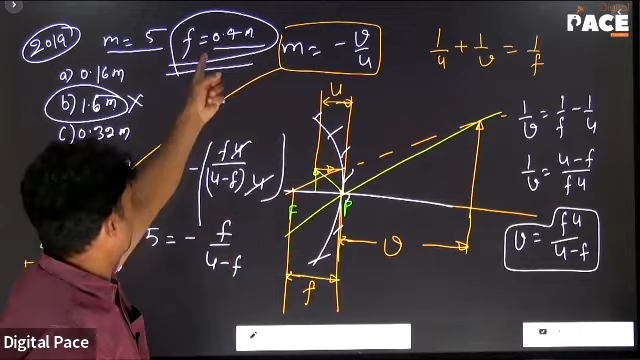 2019
m = 5
f = 0.4 m
m = - v/u
1/u + 1/v = 1/f
a) 0.16m
b) 1.6m X
c) 0.32m
u
1/v = 1/f - 1/u
1/v = u-f/fu
v = fu/u-f
- (fu/(u-f)u)
5 = - f/u-f
F
P
v
f
PACE
Digital Pace